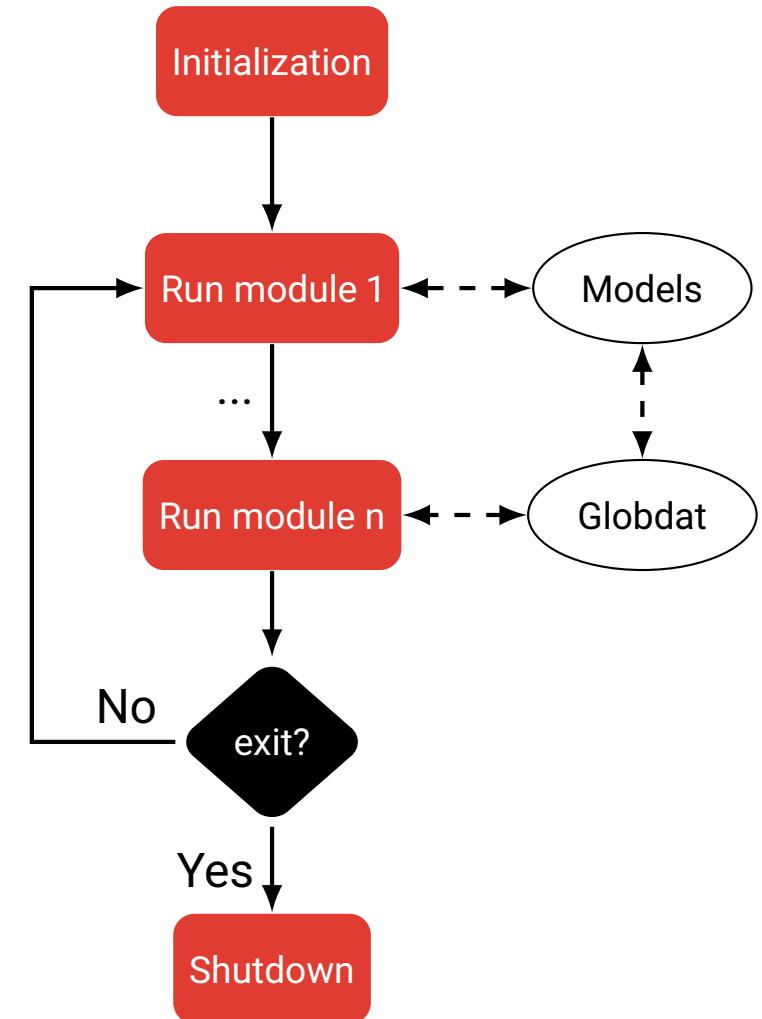 Initialization
Run module 1
Models
...
Run module n
Globdat
No
exit?
Yes
Shutdown